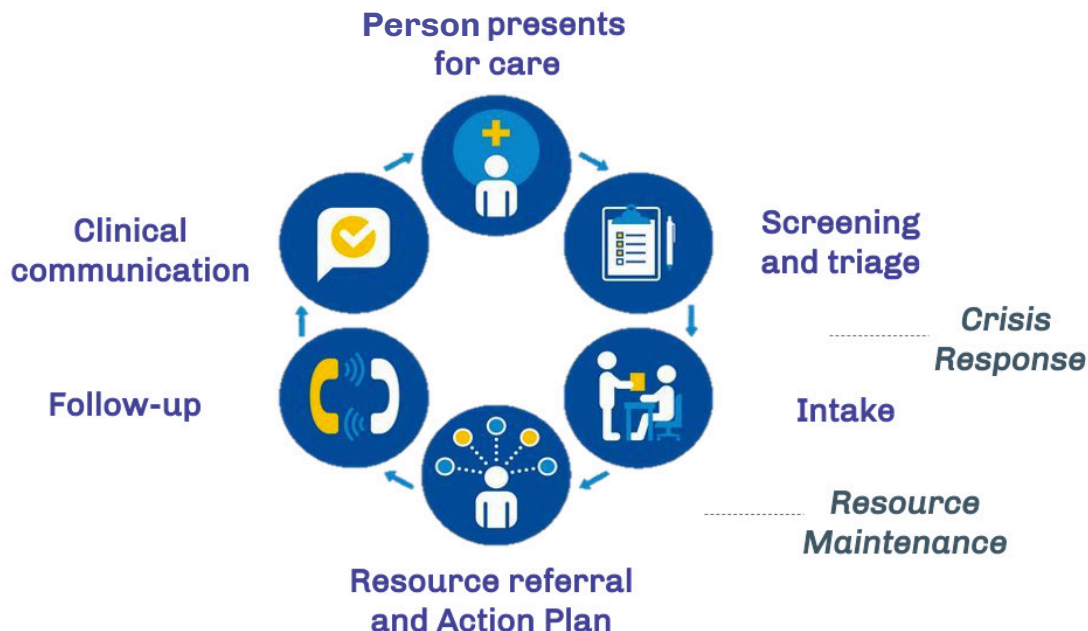 Person presents
for care
Screening
and triage
Crisis
Response
Intake
Resource
Maintenance
Resource referral
and Action Plan
Follow-up
Clinical
communication